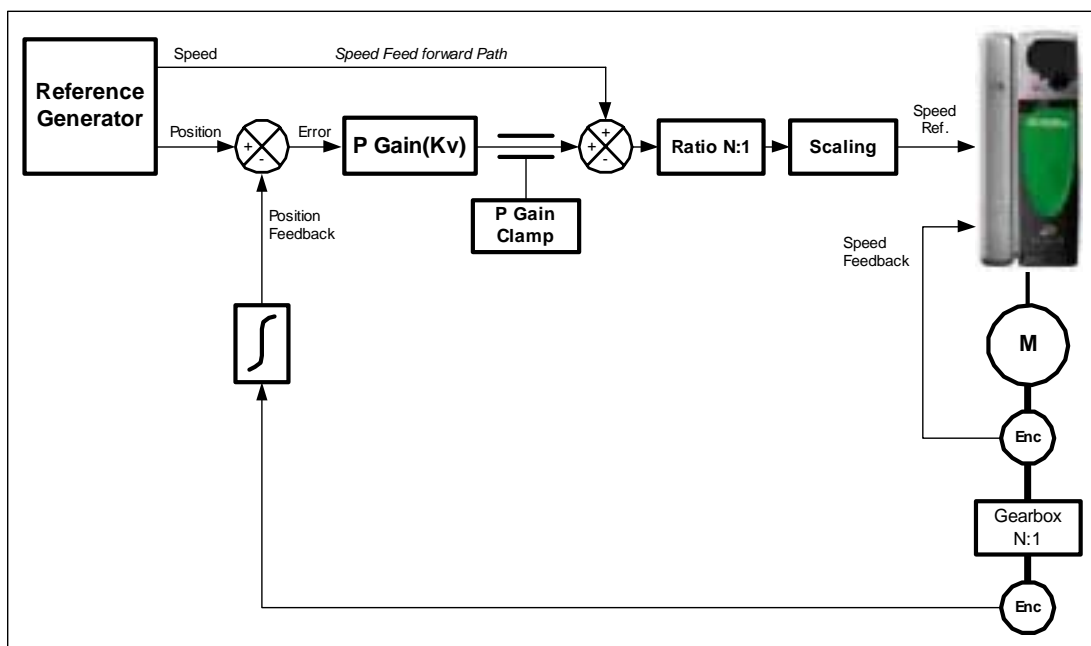 Speed
Speed Feed forward Path
Reference
Generator
Position
+
-
Error
P Gain(Kv)
+
+
-
Ratio N:1
Scaling
Speed
Ref.
P Gain
Clamp
Position
Feedback
Speed
Feedback
M
Enc
Gearbox
N:1
Enc